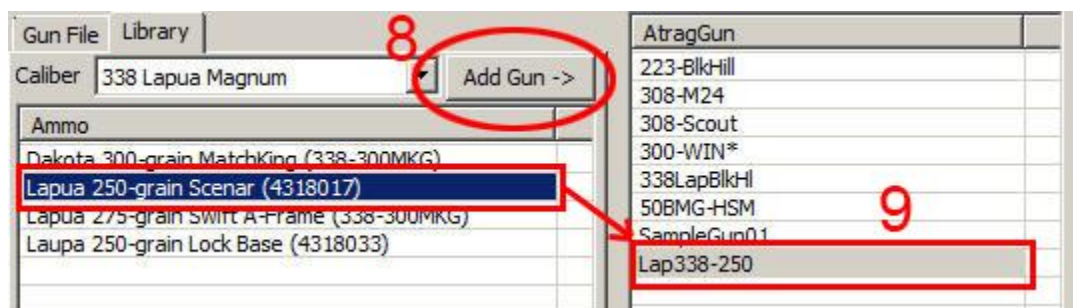 Gun File Library
8
Caliber 338 Lapua Magnum Add Gun ->
Ammo
Dakota 300-grain MatchKing (338-300MKG)
Lapua 250-grain Scenar (4318017)
Lapua 275-grain Swift A-Frame (338-300MKG)
Laupa 250-grain Lock Base (4318033)
AtragGun
223-BlkHill
308-M24
308-Scout
300-WIN*
338LapBlkHl
50BMG-HSM
9
SampleGun01
Lap338-250